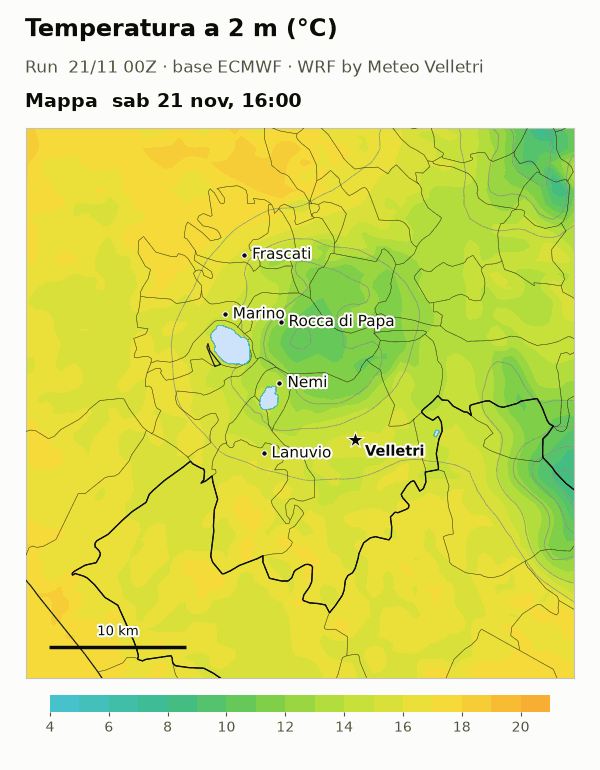 Temperatura a 2 m (°C)
Run  21/11 00Z · base ECMWF · WRF by Meteo Velletri
Mappa  sab 21 nov, 16:00
Frascati
Marino
Rocca di Papa
Nemi
Velletri
Lanuvio
10 km
4 6 8 10 12 14 16 18 20